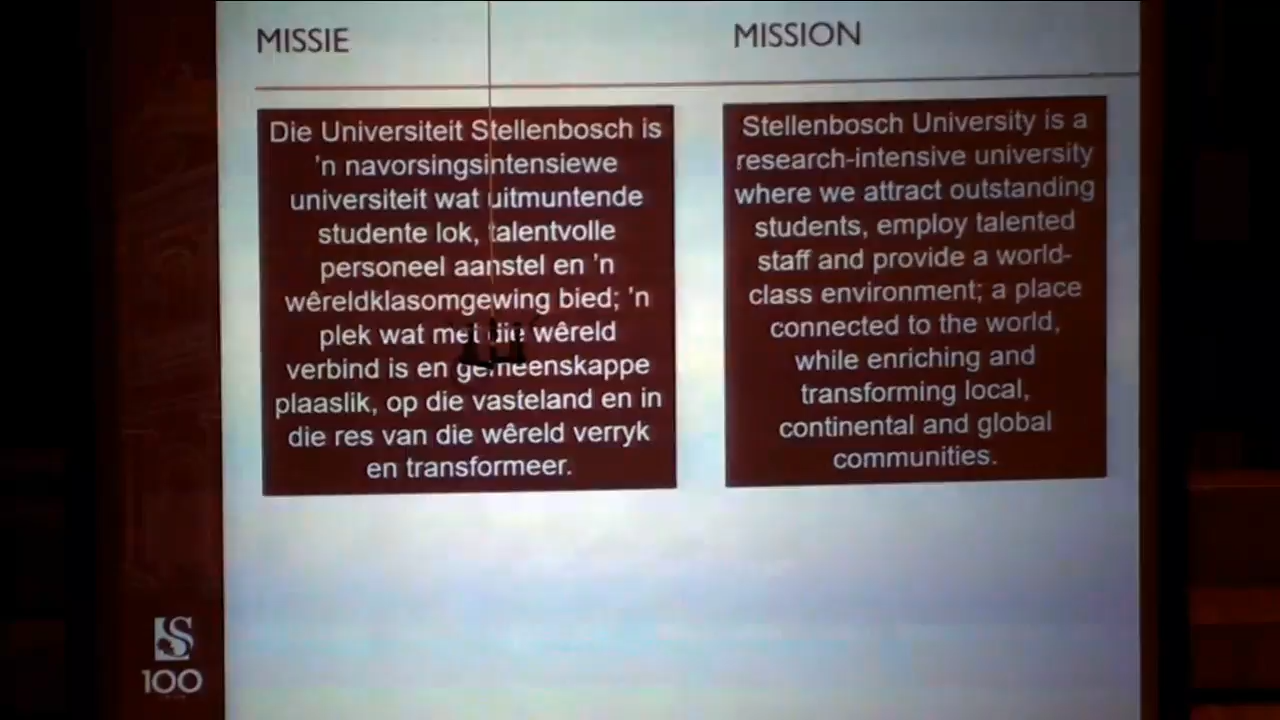 MISSIE
Die Universiteit Stellenbosch is
'n navorsingsintensiewe
universiteit wat uitmuntende
studente lok, talentvolle
personeel aanstel en 'n
wêreldklasomgewing bied; 'n
plek wat met die wêreld
verbind is en gemeenskappe
plaaslik, op die vasteland en in
die res van die wêreld verryk
en transformeer.
MISSION
Stellenbosch University is a
research-intensive university
where we attract outstanding
students, employ talented
staff and provide a world-
class environment; a place
connected to the world,
while enriching and
transforming local,
continental and global
communities.
S
100